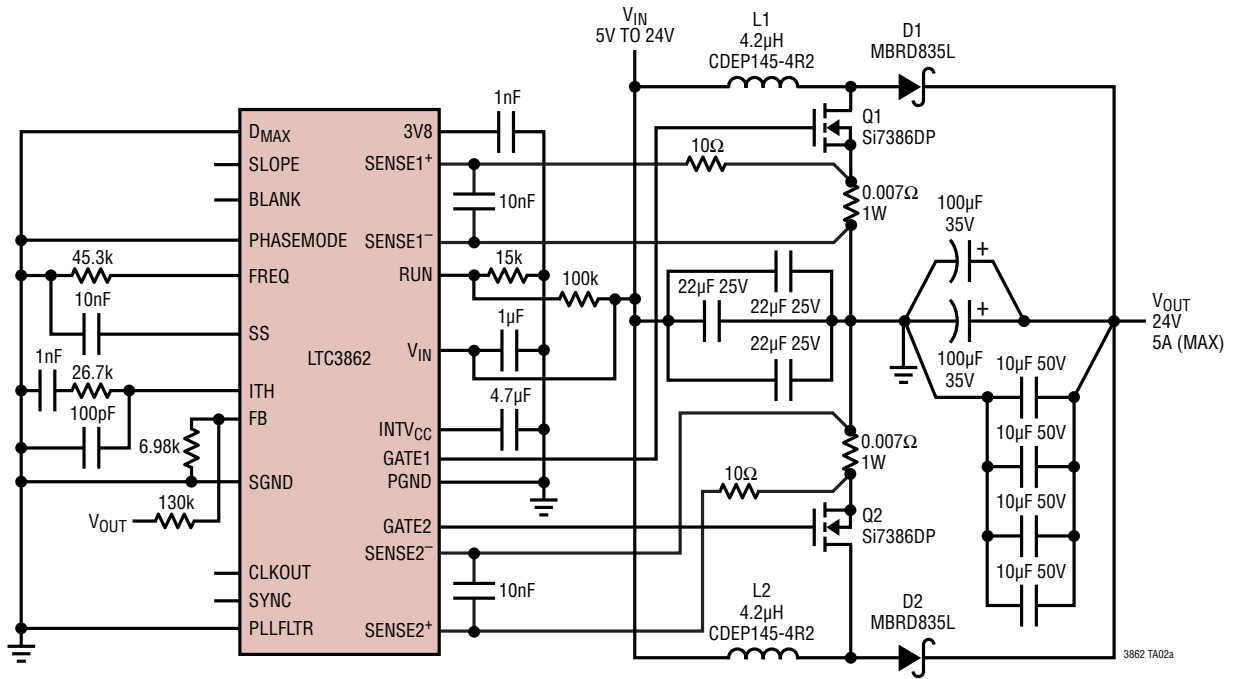 V_IN
5V TO 24V
L1
4.2µH
CDEP145-4R2
D1
MBRD835L
1nF
Q1
Si7386DP
D_MAX
3V8
10Ω
SLOPE
SENSE1+
BLANK
10nF
0.007Ω
1W
100µF
35V
+
PHASEMODE
SENSE1–
45.3k
FREQ
RUN
15k
100k
22µF 25V
22µF 25V
10nF
SS
1µF
+
V_OUT
24V
5A (MAX)
LTC3862
V_IN
22µF 25V
100µF
35V
1nF
26.7k
ITH
4.7µF
10µF 50V
100pF
FB
INTV_CC
6.98k
GATE1
0.007Ω
1W
10µF 50V
SGND
PGND
10Ω
10µF 50V
130k
V_OUT
GATE2
Q2
Si7386DP
SENSE2–
10µF 50V
CLKOUT
10nF
SYNC
L2
4.2µH
CDEP145-4R2
D2
MBRD835L
PLLFLTR
SENSE2+
3862 TA02a